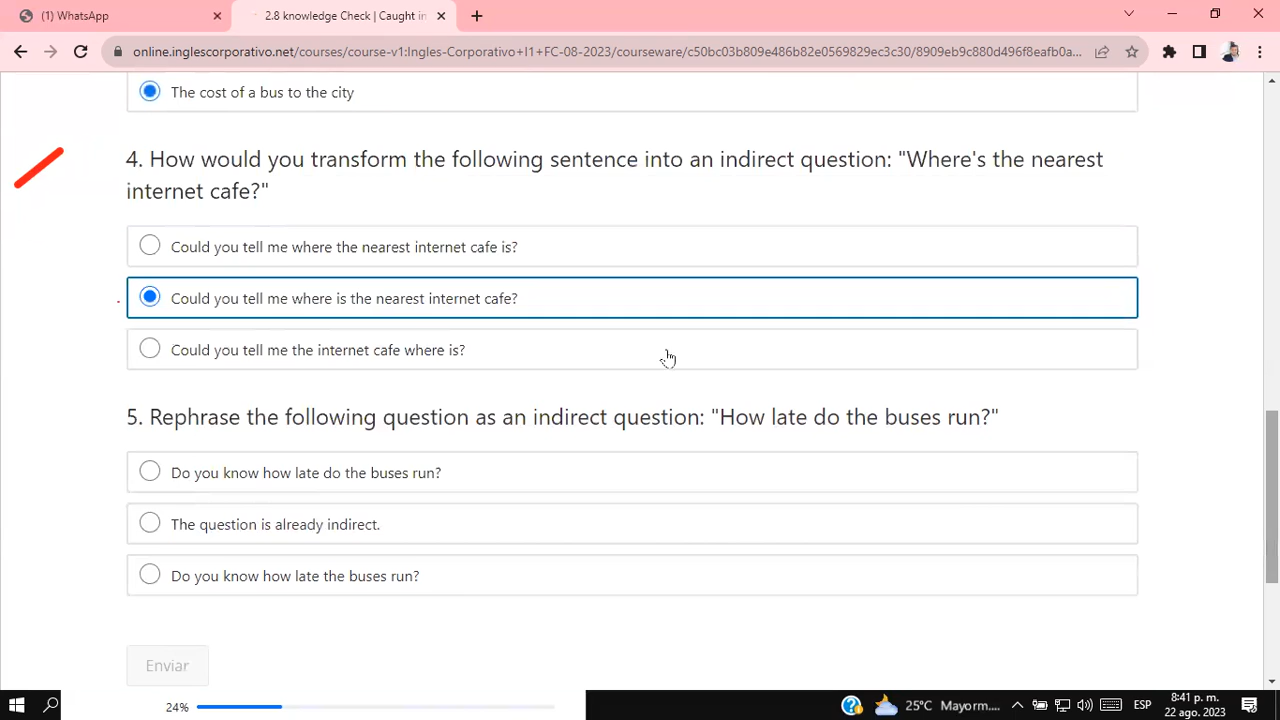 (1) WhatsApp
2.8 knowledge Check | Caught in
online.inglescorporativo.net/courses/course-v1:Ingles-Corporativo+I1+FC-08-2023/courseware/c50bc03b809e486b82e0569829ec3c30/8909eb9c880d496f8eafb0a...
The cost of a bus to the city
4. How would you transform the following sentence into an indirect question: "Where's the nearest
internet cafe?"
Could you tell me where the nearest internet cafe is?
Could you tell me where is the nearest internet cafe?
Could you tell me the internet cafe where is?
5. Rephrase the following question as an indirect question: "How late do the buses run?"
Do you know how late do the buses run?
The question is already indirect.
Do you know how late the buses run?
Enviar
24%
25°C Mayorm....
ESP
8:41 p. m.
22 ago. 2023